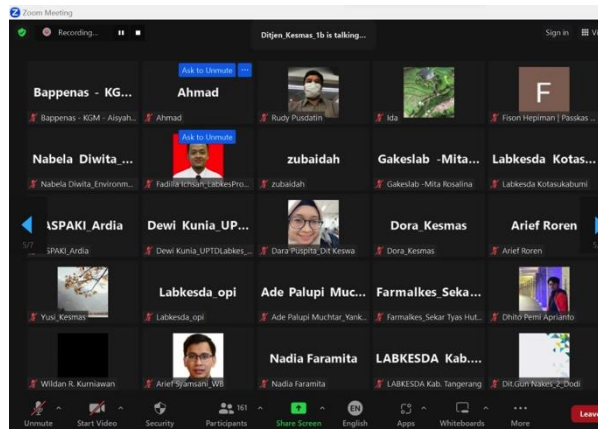 Zoom Meeting
Recording...
Ditjen_Kesmas_1b is talking...
Sign in
Vi
Ask to Unmute
Bappenas - KG...
Ahmad
F
Bappenas - KGM - Aisyah...
Ahmad
Rudy Pusdatin
Ida
Fison Hepiman | Passkas ...
Ask to Unmute
Nabela Diwita_...
zubaidah
Gakeslab -Mita...
Labkesda Kotas...
Nabela Diwita_Environm...
Fadilla Ichsan_LabkesPro...
zubaidah
Gakeslab -Mita Rosalina
Labkesda Kotasukabumi
ASPAKI_Ardia
Dewi Kunia_UP...
Dora_Kesmas
Arief Roren
5/7
ASPAKI_Ardia
Dewi Kunia_UPTDLabkes_...
Dara Puspita_Dit Keswa
Dora_Kesmas
Arief Roren
Labkesda_opi
Ade Palupi Muc...
Farmalkes_Seka...
Yusi_Kesmas
Labkesda_opi
Ade Palupi Muchtar_Yank...
Farmalkes_Sekar Tyas Hut...
Dhito Pemi Aprianto
Nadia Faramita
LABKESDA Kab....
Wildan R. Kurniawan
Arief Sjamsani_WB
Nadia Faramita
LABKESDA Kab. Tangerang
Dit.Gun Nakes_2_Dodi
161
EN
Unmute
Start Video
Security
Participants
Share Screen
English
Apps
Whiteboards
More
Leave